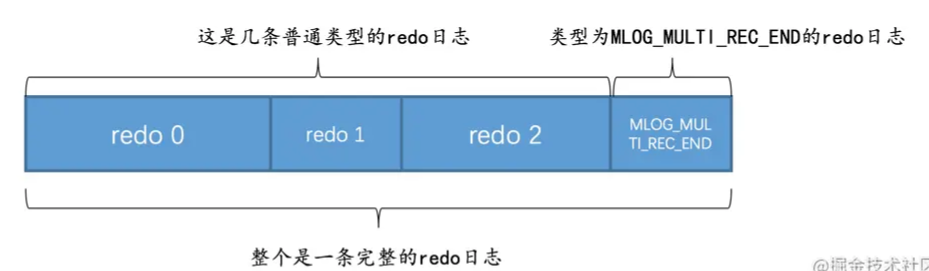 这是几条普通类型的redo日志
类型为MLOG_MULTI_REC_END的redo日志
redo 0
redo 1
redo 2
MLOG_MUL
TI_REC_END
整个是一条完整的redo日志
@掘金技术社区